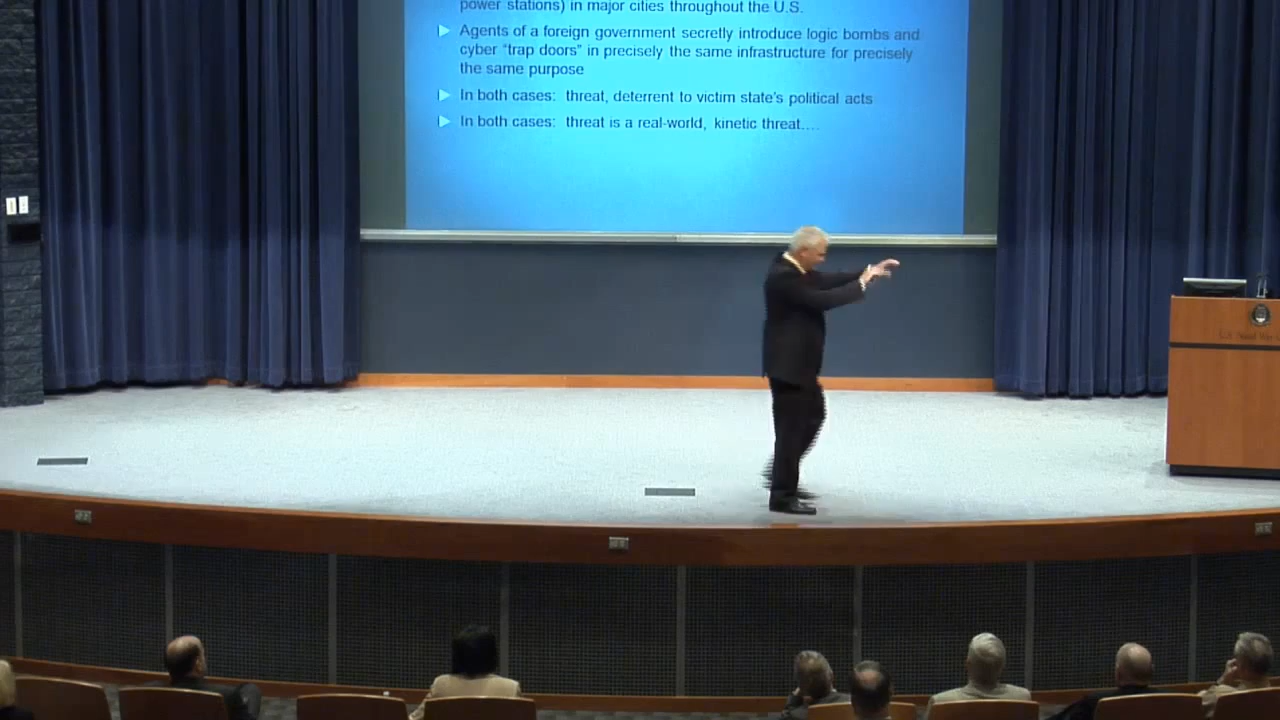 power stations) in major cities throughout the U.S.
Agents of a foreign government secretly introduce logic bombs and
cyber “trap doors” in precisely the same infrastructure for precisely
the same purpose
In both cases:  threat, deterrent to victim state’s political acts
In both cases:  threat is a real-world, kinetic threat....
U.S. Naval War